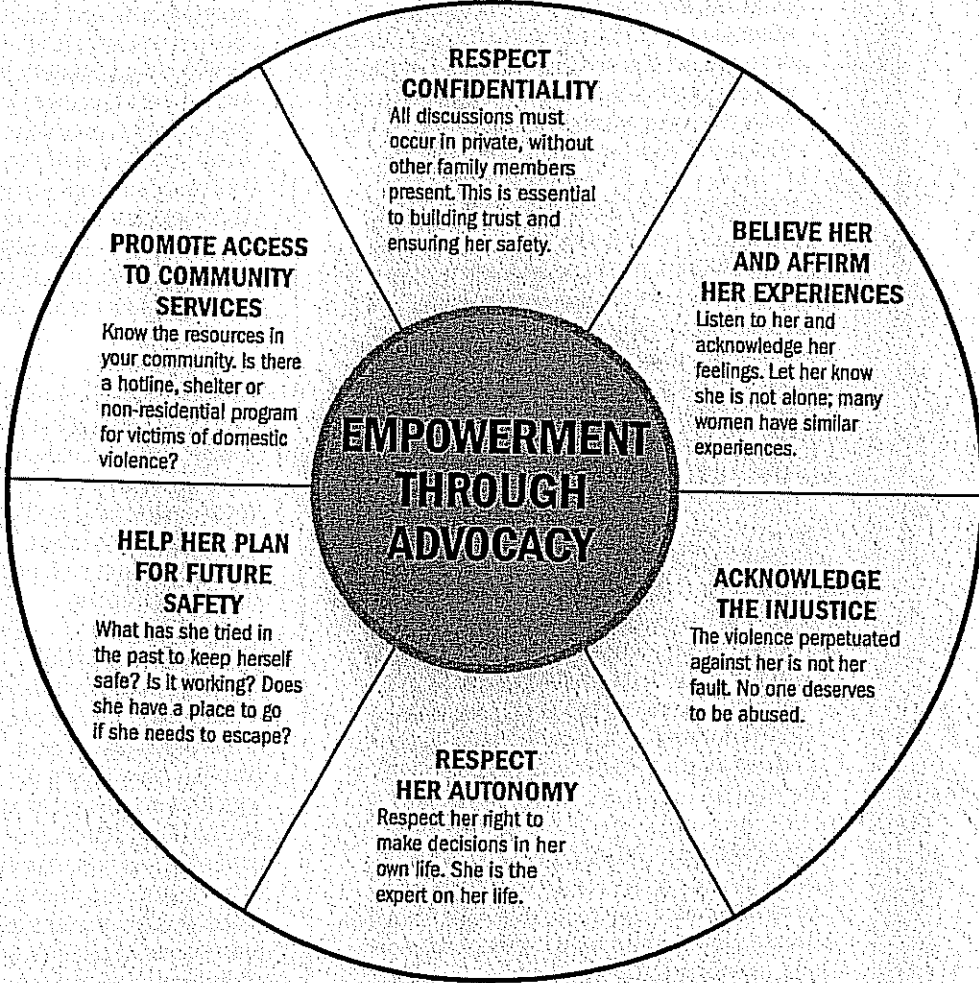 RESPECT
CONFIDENTIALITY
All discussions must
occur in private, without
other family members
present. This is essential
to building trust and
ensuring her safety.
BELIEVE HER
AND AFFIRM
HER EXPERIENCES
Listen to her and
acknowledge her
feelings. Let her know
she is not alone; many
women have similar
experiences.
ACKNOWLEDGE
THE INJUSTICE
The violence perpetuated
against her is not her
fault. No one deserves
to be abused.
RESPECT
HER AUTONOMY
Respect her right to
make decisions in her
own life. She is the
expert on her life.
HELP HER PLAN
FOR FUTURE
SAFETY
What has she tried in
the past to keep herself
safe? Is it working? Does
she have a place to go
if she needs to escape?
PROMOTE ACCESS
TO COMMUNITY
SERVICES
Know the resources in
your community. Is there
a hotline, shelter or
non-residential program
for victims of domestic
violence?
EMPOWERMENT
THROUGH
ADVOCACY